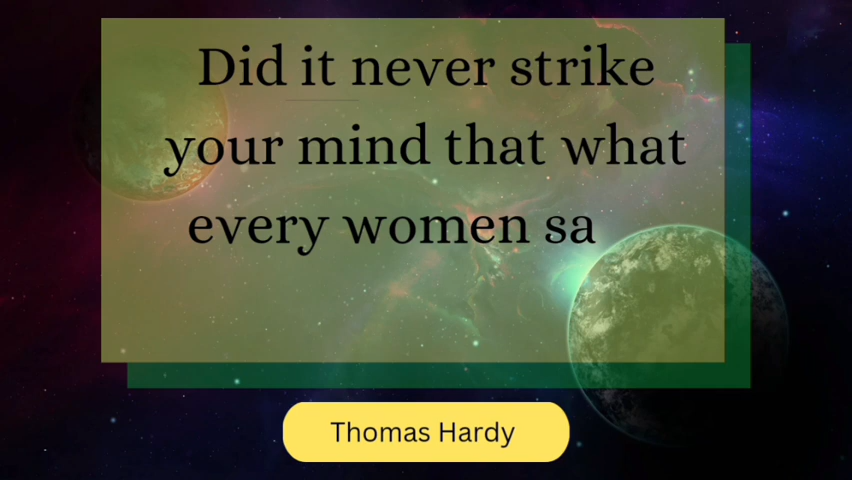 Did it never strike
your mind that what
every women sa
Thomas Hardy